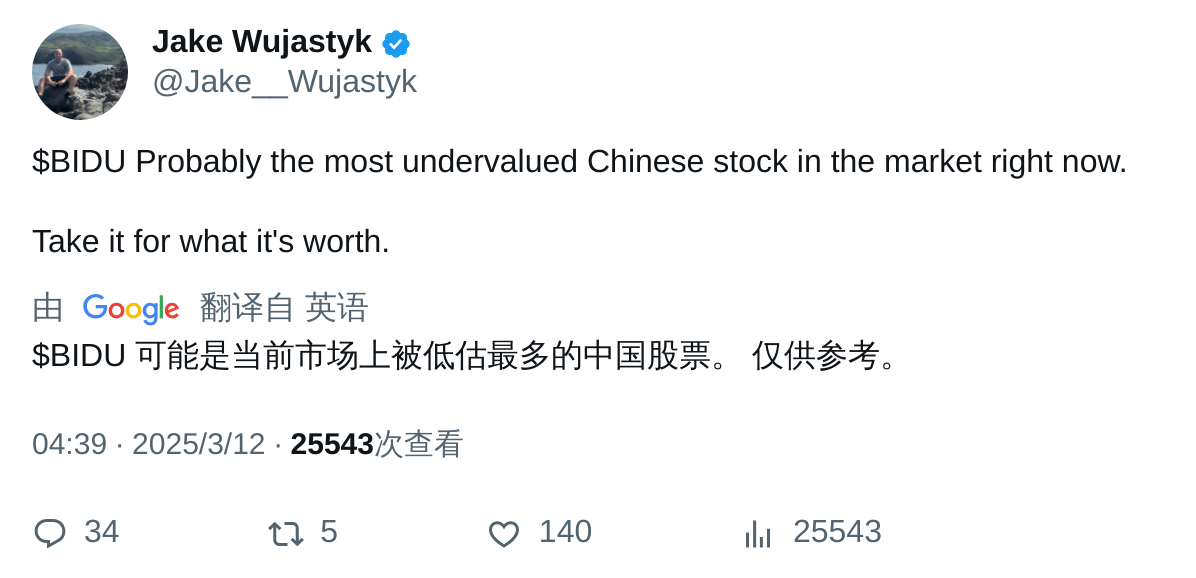 Jake Wujastyk
@Jake__Wujastyk
$BIDU Probably the most undervalued Chinese stock in the market right now.
Take it for what it's worth.
由 Google 翻译自 英语
$BIDU 可能是当前市场上被低估最多的中国股票。 仅供参考。
04:39 · 2025/3/12 · 25543次查看
34 5 140 25543